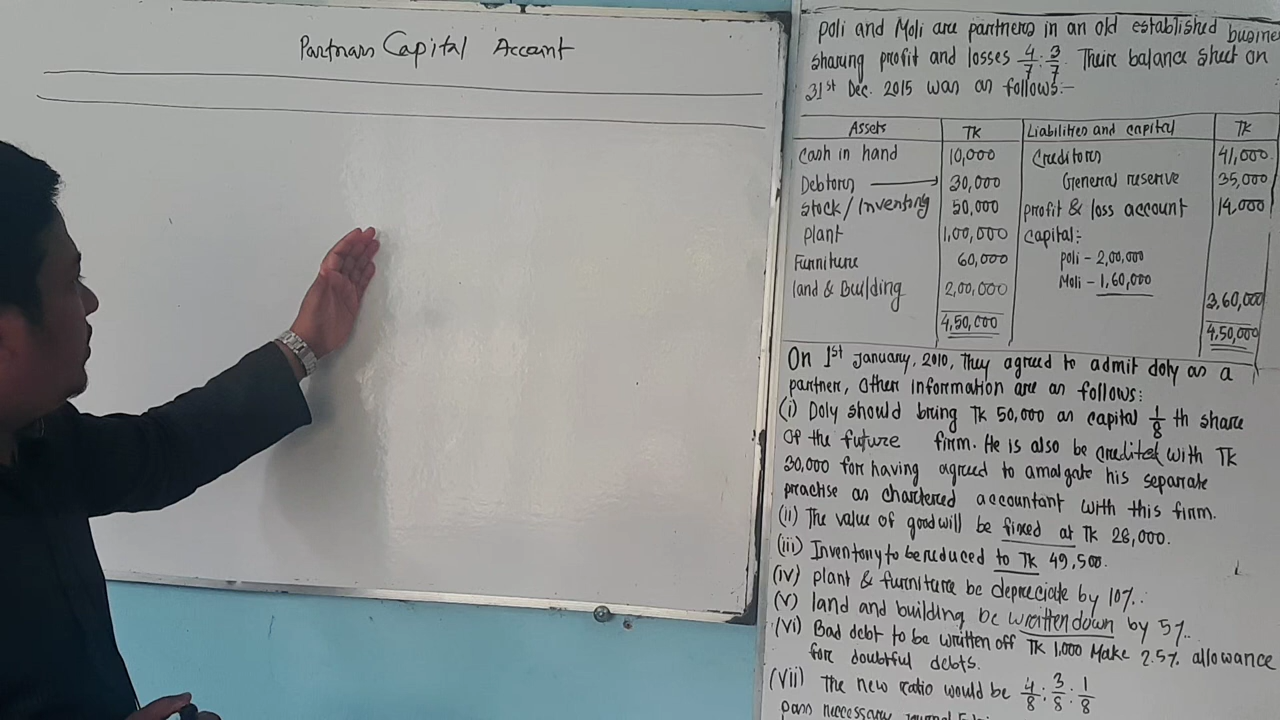 Partners Capital Account
Poli and Moli are partners in an old established busine
sharing profit and losses 4/7 : 3/7. Their balance sheet on
31st Dec. 2015 was as follows:-
Assets TK Liabilities and capital TK
Cash in hand 10,000 Creditors 41,000
Debtors 30,000 General reserve 35,000
Stock/Inventory 50,000 profit & loss account 14,000
plant 1,00,000 capital:
Furniture 60,000 poli - 2,00,000
land & Building 2,00,000 Moli - 1,60,000
3,60,000
4,50,000 4,50,000
On 1st January, 2010, They agreed to admit doly as a
partner, Other information are as follows:
(i) Doly should bring TK 50,000 as capital 1/8 th share
of the future firm. He is also be credited with TK
30,000 for having agreed to amalgate his separate
practise as chartered accountant with this firm.
(ii) The value of goodwill be fixed at TK 28,000.
(iii) Inventory to be reduced to TK 49,500.
(iv) plant & furniture be depreciate by 10%.
(v) land and building be written down by 5%.
(vi) Bad debt to be written off TK 1,000 Make 2.5% allowance
for doubtful debts.
(vii) The new ratio would be 4/8 : 3/8 : 1/8
pass necessary